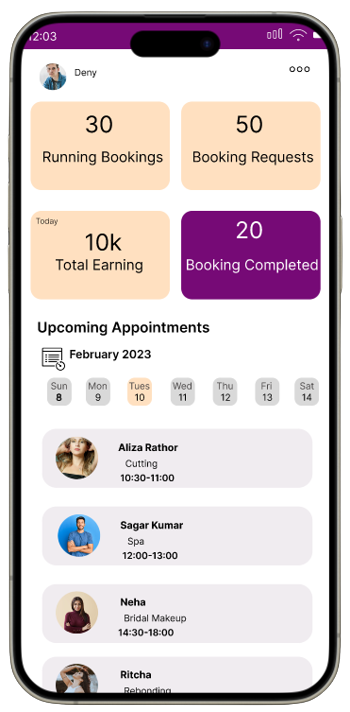 12:03
Deny
30
Running Bookings
50
Booking Requests
Today
10k
Total Earning
20
Booking Completed
Upcoming Appointments
February 2023
Sun Mon Tues Wed Thu Fri Sat
8 9 10 11 12 13 14
Aliza Rathor
Cutting
10:30-11:00
Sagar Kumar
Spa
12:00-13:00
Neha
Bridal Makeup
14:30-18:00
Ritcha
Rebonding